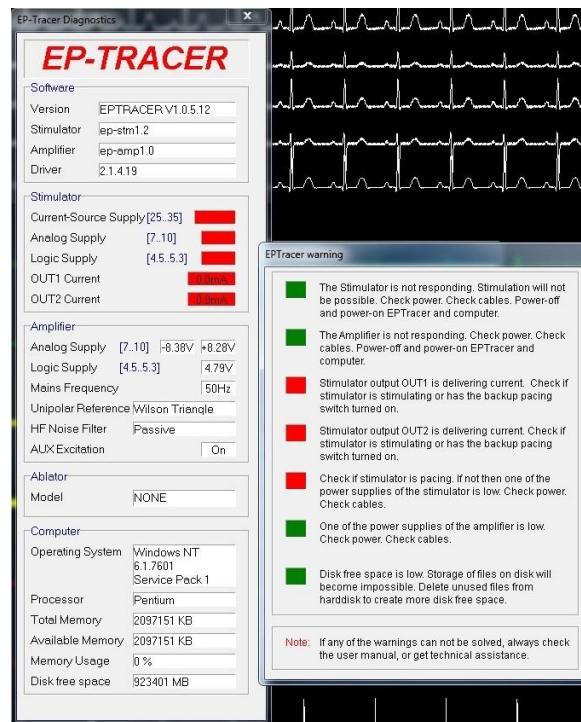 EP-Tracer Diagnostics
x
EP-TRACER
Software
Version EPTRACER V1.0.5.12
Stimulator ep-stm1.2
Amplifier ep-amp1.0
Driver 2.1.4.19
Stimulator
Current-Source Supply [25..35]
Analog Supply [7..10]
Logic Supply [4.5..5.3]
OUT1 Current 0.0mA
OUT2 Current 0.0mA
Amplifier
Analog Supply [7..10] -8.38V +8.28V
Logic Supply [4.5..5.3] 4.79V
Mains Frequency 50Hz
Unipolar Reference Wilson Triangle
HF Noise Filter Passive
AUX Excitation On
Ablator
Model NONE
Computer
Operating System Windows NT
6.1.7601
Service Pack 1
Processor Pentium
Total Memory 2097151 KB
Available Memory 2097151 KB
Memory Usage 0 %
Disk free space 923401 MB
EPTracer warning
The Stimulator is not responding. Stimulation will not
be possible. Check power. Check cables. Power-off
and power-on EPTracer and computer.
The Amplifier is not responding. Check power. Check
cables. Power-off and power-on EPTracer and
computer.
Stimulator output OUT1 is delivering current. Check if
stimulator is stimulating or has the backup pacing
switch turned on.
Stimulator output OUT2 is delivering current. Check if
stimulator is stimulating or has the backup pacing
switch turned on.
Check if stimulator is pacing. If not then one of the
power supplies of the stimulator is low. Check power.
Check cables.
One of the power supplies of the amplifier is low.
Check power. Check cables.
Disk free space is low. Storage of files on disk will
become impossible. Delete unused files from
harddisk to create more disk free space.
Note: If any of the warnings can not be solved, always check
the user manual, or get technical assistance.